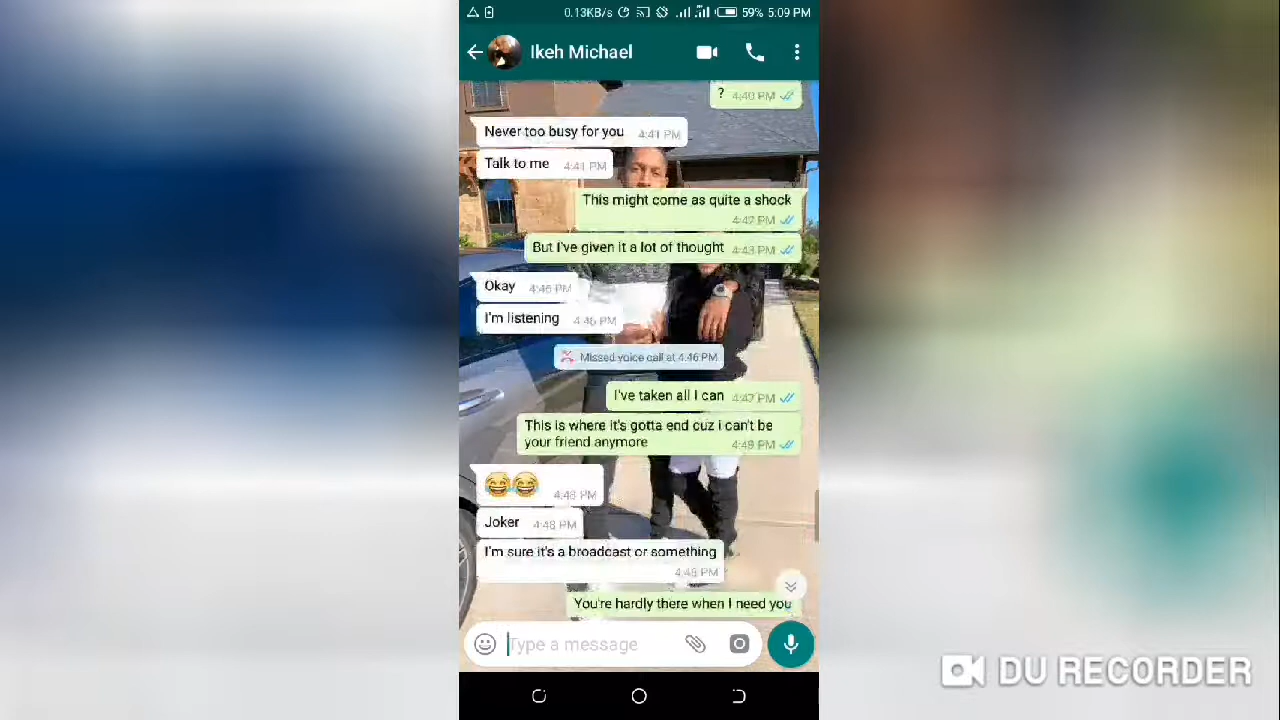 0.13KB/s 59% 5:09 PM
Ikeh Michael
? 4:40 PM
Never too busy for you 4:41 PM
Talk to me 4:41 PM
This might come as quite a shock
4:42 PM
But I've given it a lot of thought 4:43 PM
Okay 4:46 PM
I'm listening 4:46 PM
Missed voice call at 4:46 PM
I've taken all I can 4:47 PM
This is where it's gotta end cuz i can't be
your friend anymore 4:48 PM
😂😂 4:48 PM
Joker 4:48 PM
I'm sure it's a broadcast or something
4:48 PM
You're hardly there when I need you
Type a message
DU RECORDER